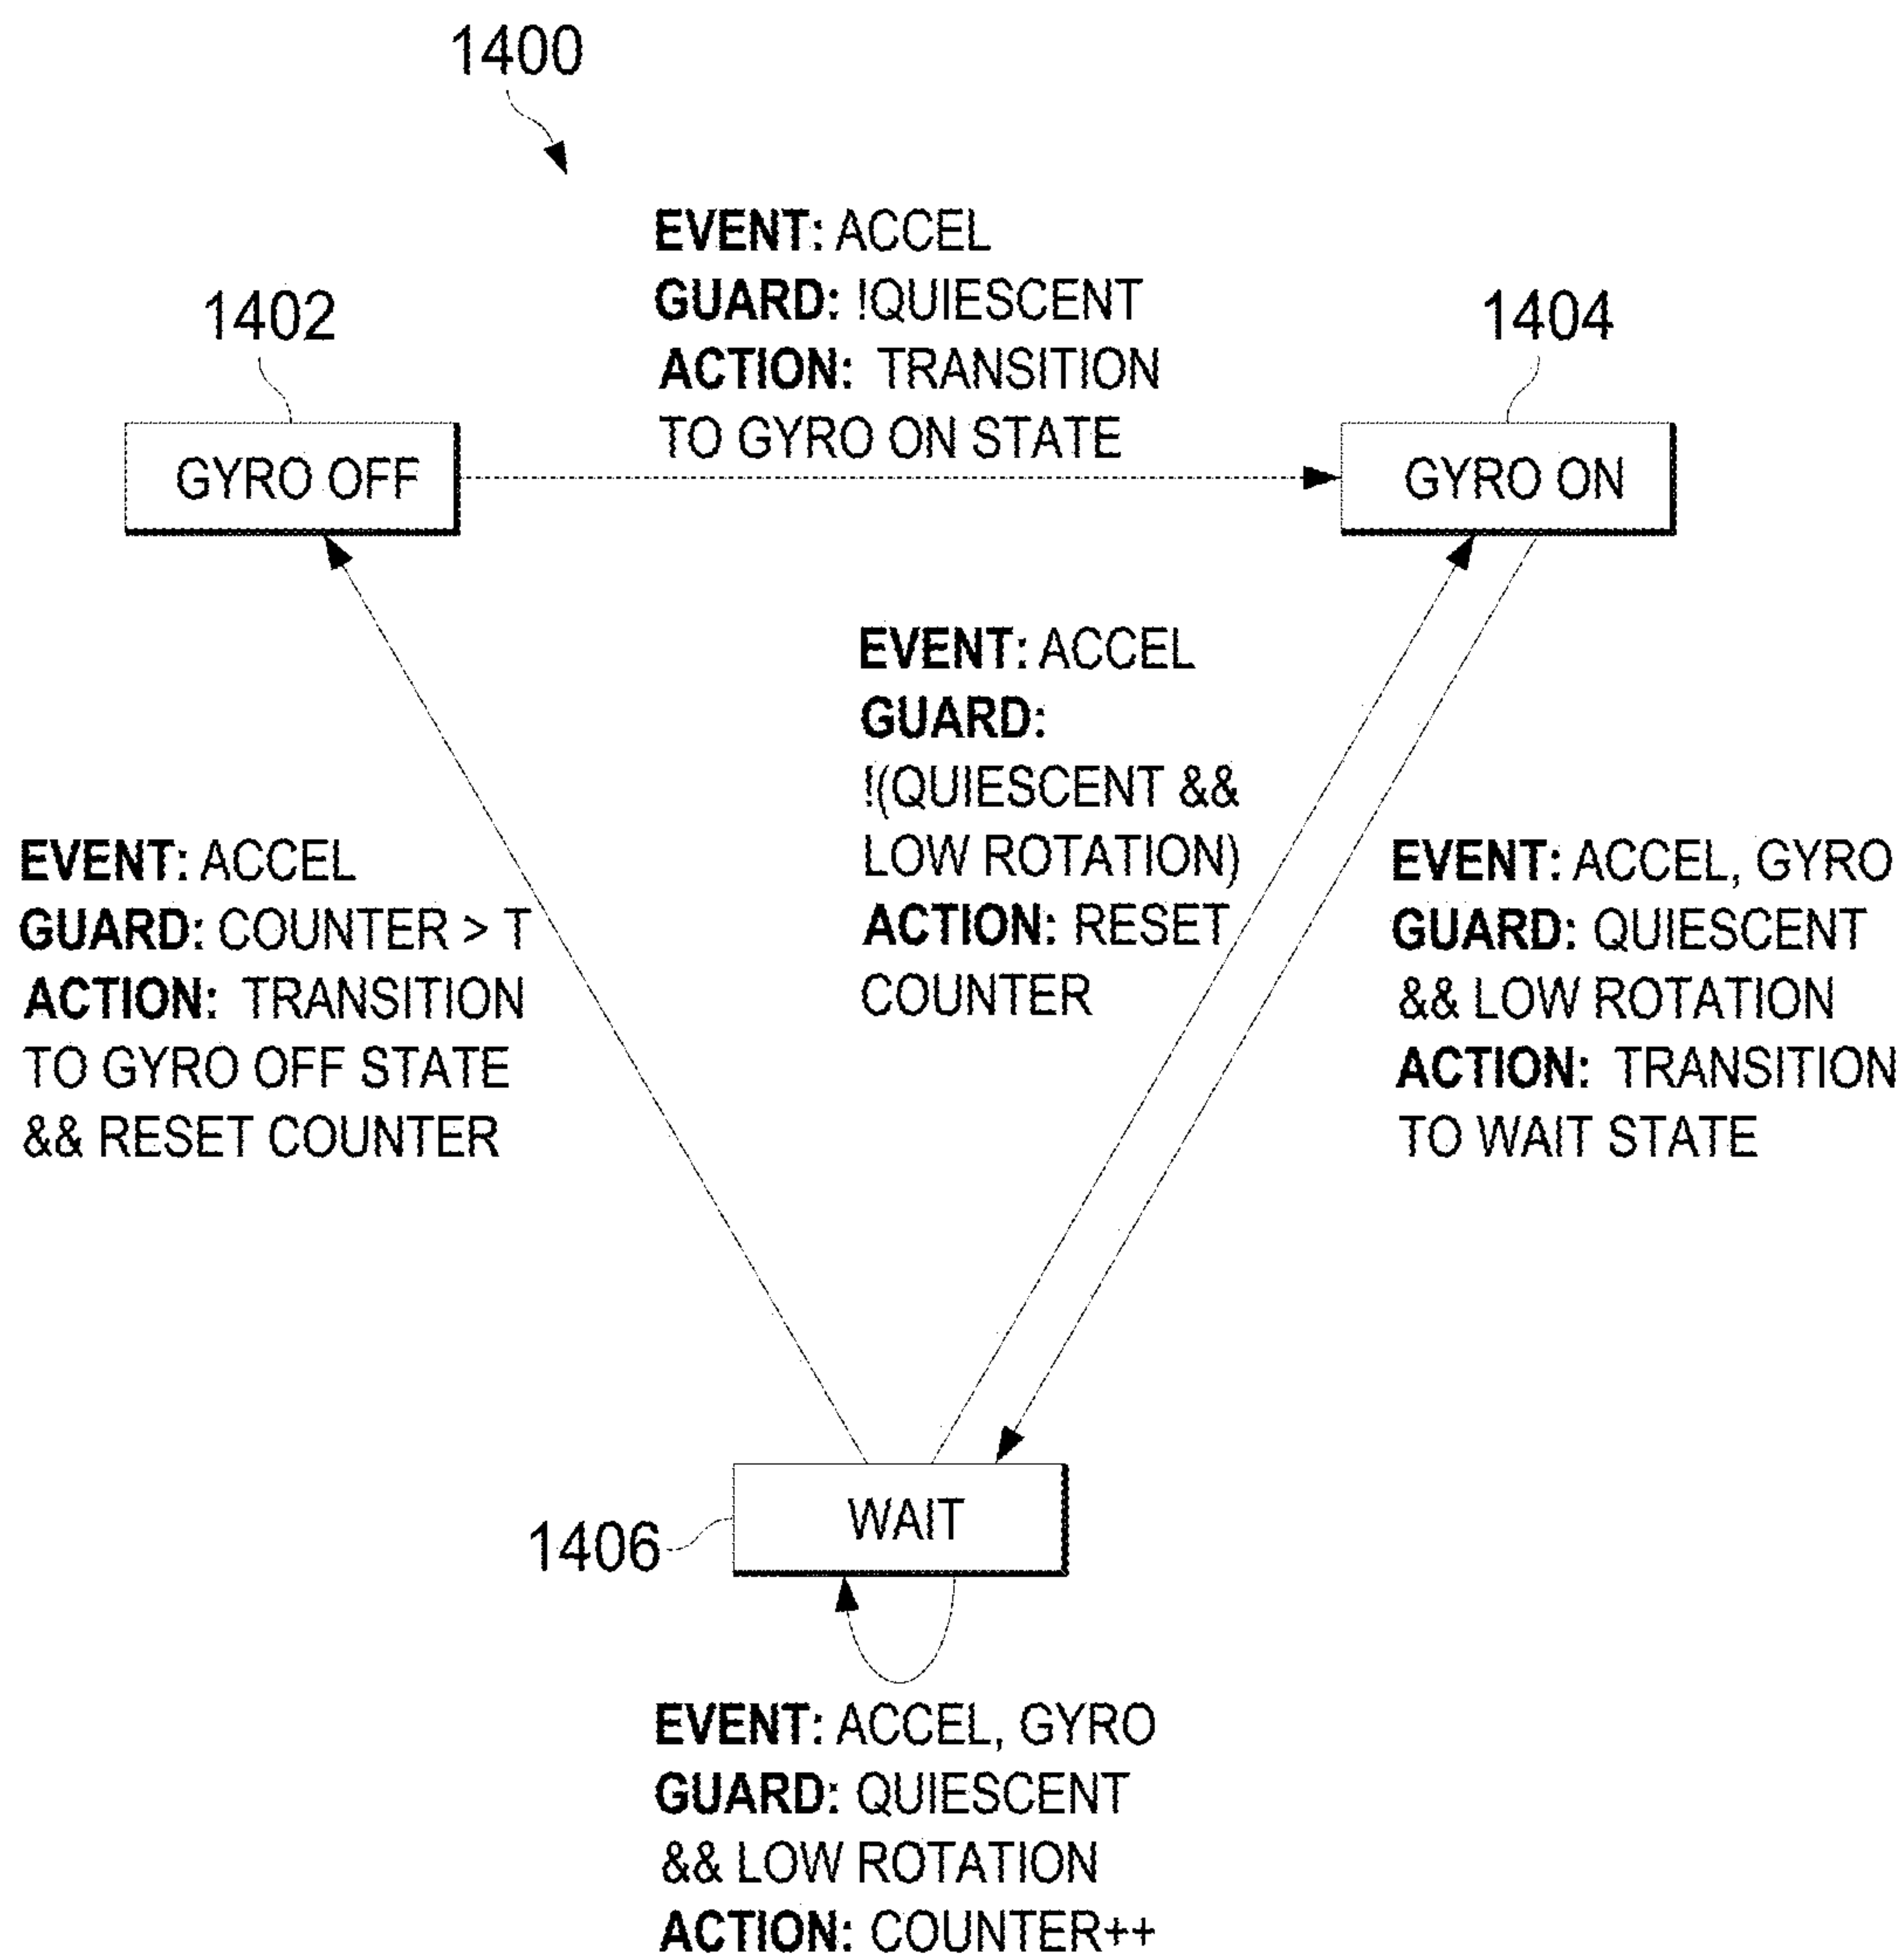 1400
EVENT: ACCEL
GUARD: !QUIESCENT
ACTION: TRANSITION
TO GYRO ON STATE
1402
1404
GYRO OFF
GYRO ON
EVENT: ACCEL
GUARD:
!(QUIESCENT &&
LOW ROTATION)
ACTION: RESET
COUNTER
EVENT: ACCEL
GUARD: COUNTER > T
ACTION: TRANSITION
TO GYRO OFF STATE
&& RESET COUNTER
EVENT: ACCEL, GYRO
GUARD: QUIESCENT
&& LOW ROTATION
ACTION: TRANSITION
TO WAIT STATE
WAIT
1406
EVENT: ACCEL, GYRO
GUARD: QUIESCENT
&& LOW ROTATION
ACTION: COUNTER++